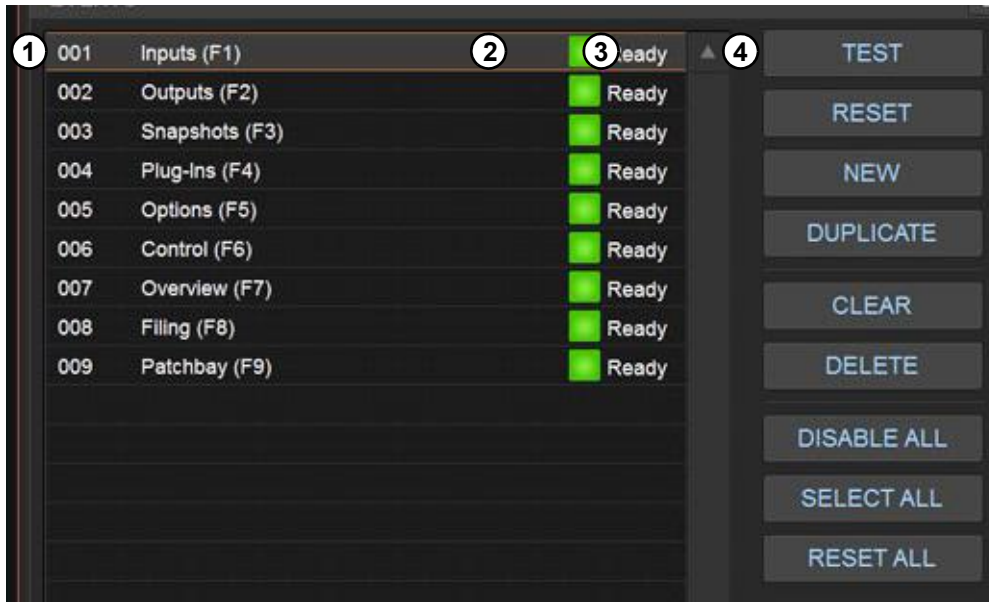 1 001 Inputs (F1) 2 3 Ready 4 TEST
002 Outputs (F2) Ready
RESET
003 Snapshots (F3) Ready
004 Plug-Ins (F4) Ready NEW
005 Options (F5) Ready
DUPLICATE
006 Control (F6) Ready
007 Overview (F7) Ready
CLEAR
008 Filing (F8) Ready
009 Patchbay (F9) Ready DELETE
DISABLE ALL
SELECT ALL
RESET ALL